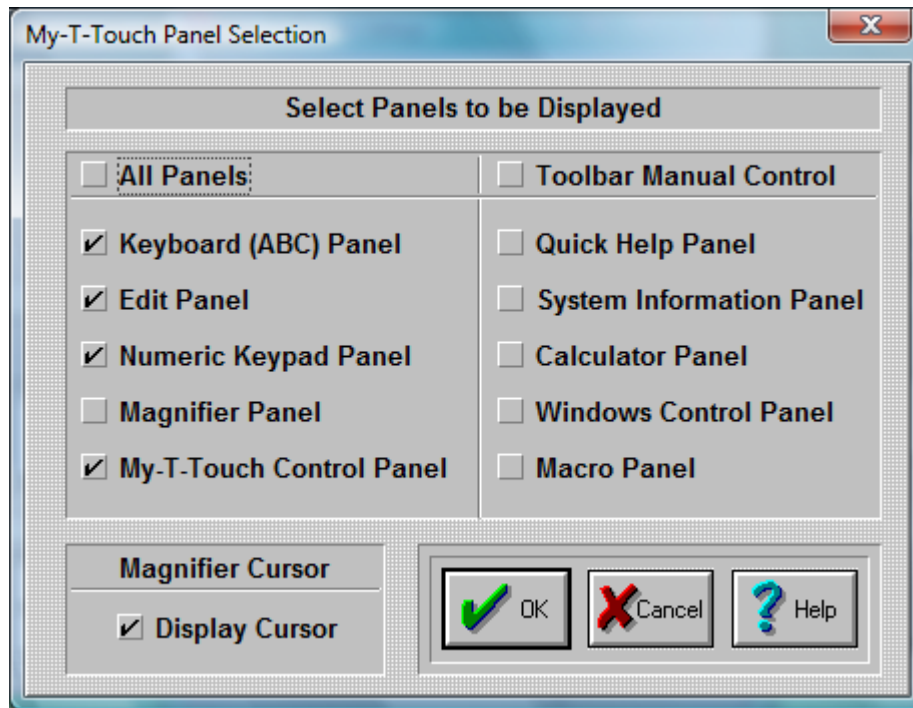 My-T-Touch Panel Selection
Select Panels to be Displayed
All Panels
Toolbar Manual Control
Keyboard (ABC) Panel
Quick Help Panel
Edit Panel
System Information Panel
Numeric Keypad Panel
Calculator Panel
Magnifier Panel
Windows Control Panel
My-T-Touch Control Panel
Macro Panel
Magnifier Cursor
Display Cursor
OK
Cancel
Help